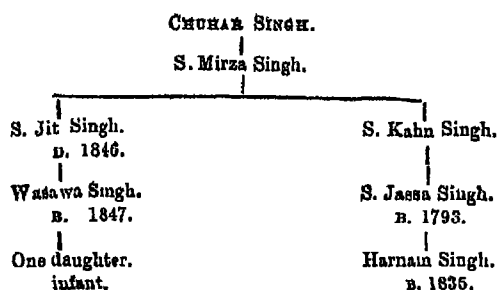 CHUHAR SINGH.
S. Mirza Singh.
S. Jit Singh.
D. 1846.
S. Kahn Singh.
Wasawa Singh.
B. 1847.
S. Jassa Singh.
B. 1793.
One daughter.
infant.
Harnam Singh.
B. 1835.